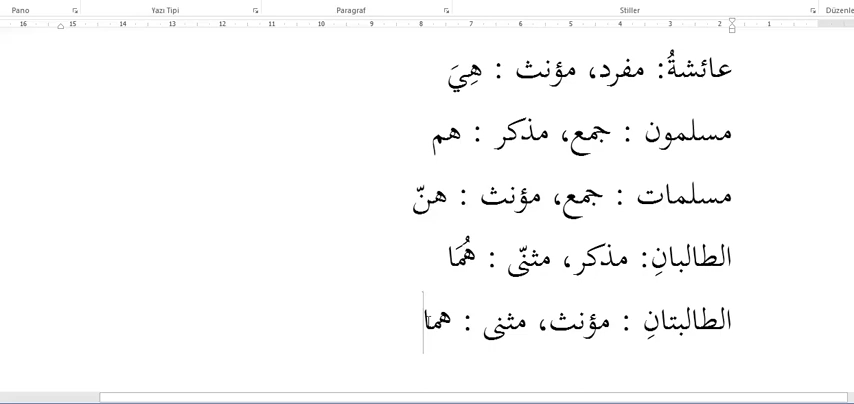 Pano Yazı Tipi Paragraf Stiller Düzenle
16 15 14 13 12 11 10 9 8 7 6 5 4 3 2 1
عائشةُ: مفرد، مؤنث : هِيَ
مسلمون : جمع، مذكر : هم
مسلمات : جمع، مؤنث : هنّ
الطالبانِ: مذكر، مثنّى : هُمَا
الطالبتانِ : مؤنث، مثنى : هما